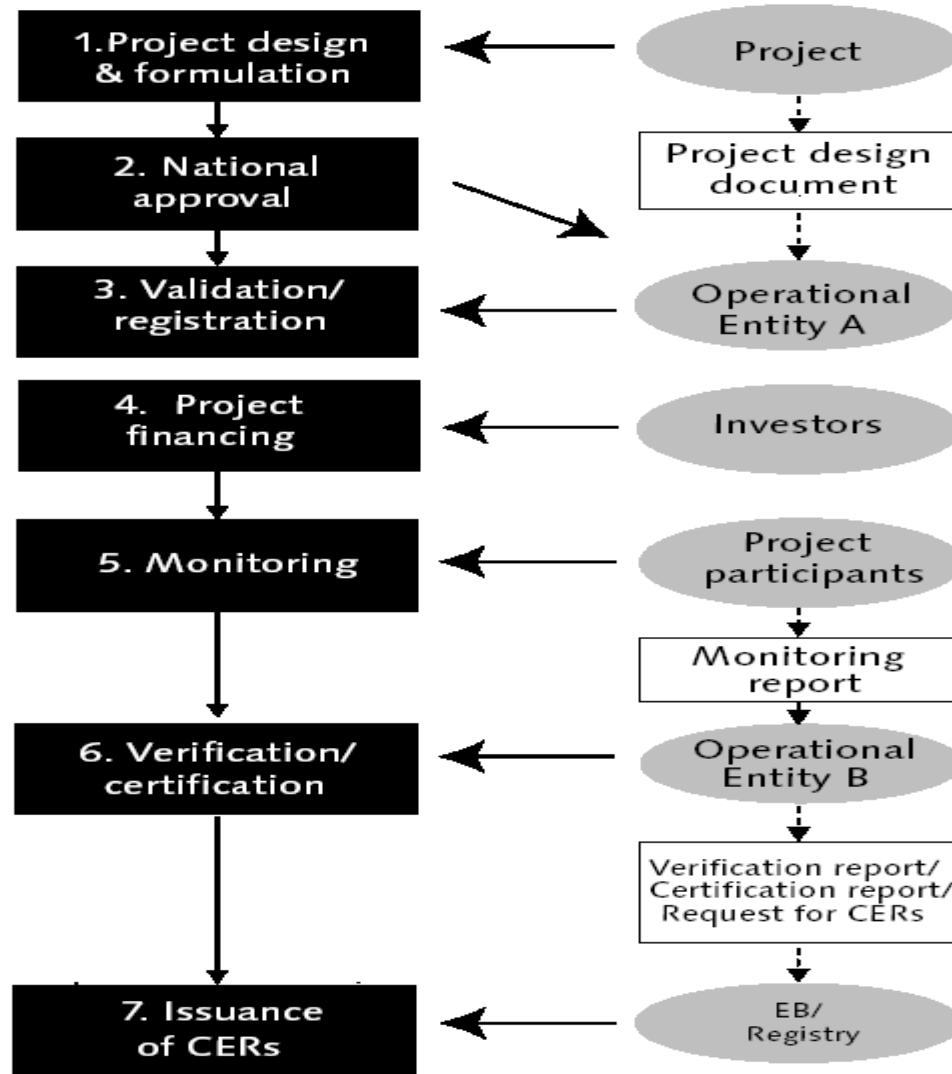 1.Project design
& formulation
Project
2. National
approval
Project design
document
3. Validation/
registration
Operational
Entity A
4. Project
financing
Investors
5. Monitoring
Project
participants
Monitoring
report
6. Verification/
certification
Operational
Entity B
Verification report/
Certification report/
Request for CERs
7. Issuance
of CERs
EB/
Registry